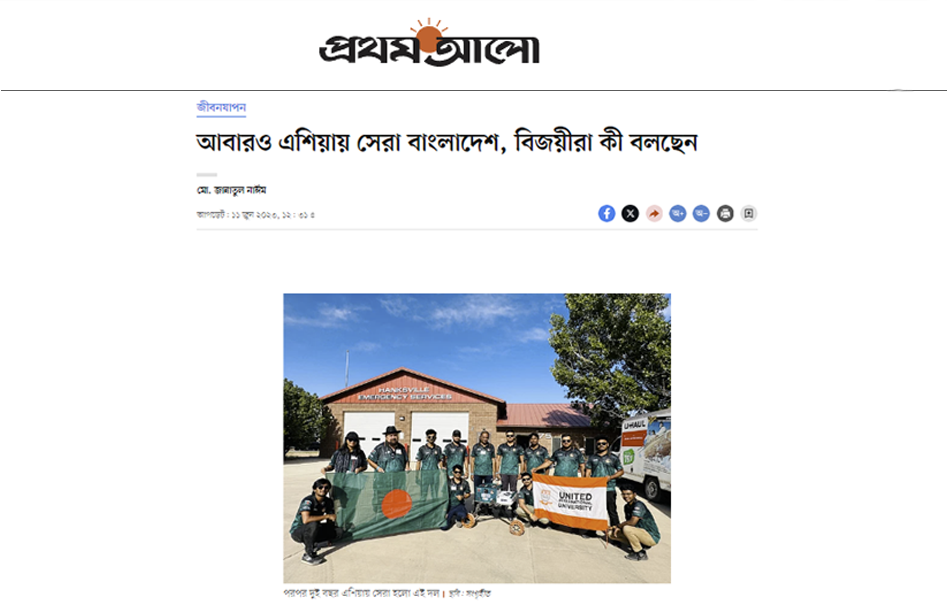 প্রথম আলো
জীবনযাপন
আবারও এশিয়ায় সেরা বাংলাদেশ, বিজয়ীরা কী বলছেন
মো. জান্নাতুল নাঈম
আপডেট: ১১ জুন ২০২৩, ১২: ৩১
অ+ অ-
HANKSVILLE
EMERGENCY SERVICES
U-HAUL
UNITED
INTERNATIONAL
UNIVERSITY
পরপর দুই বছর এশিয়ায় সেরা হলো এই দল। ছবি: সংগৃহীত